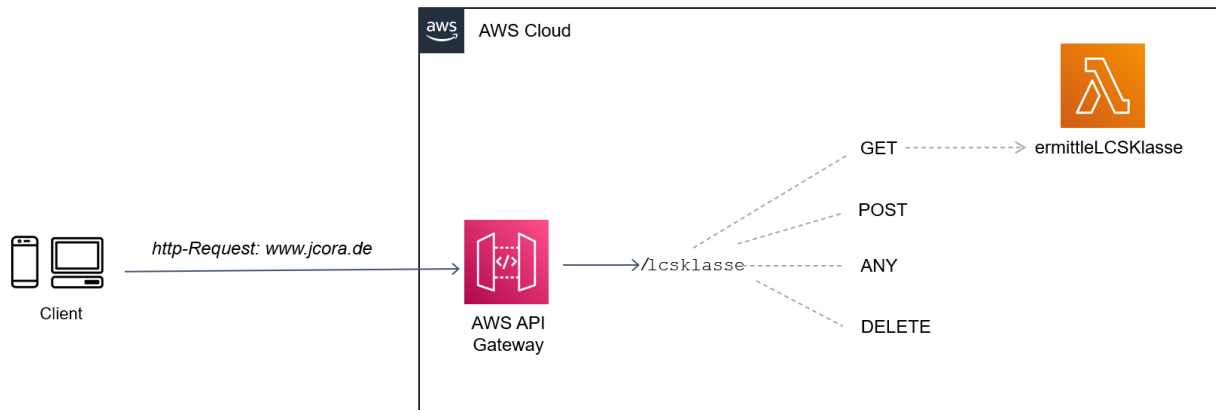 aws
AWS Cloud
ermittleLCSKlasse
GET
POST
http-Request: www.jcora.de
</>
/lcsklasse
ANY
Client
AWS API
Gateway
DELETE